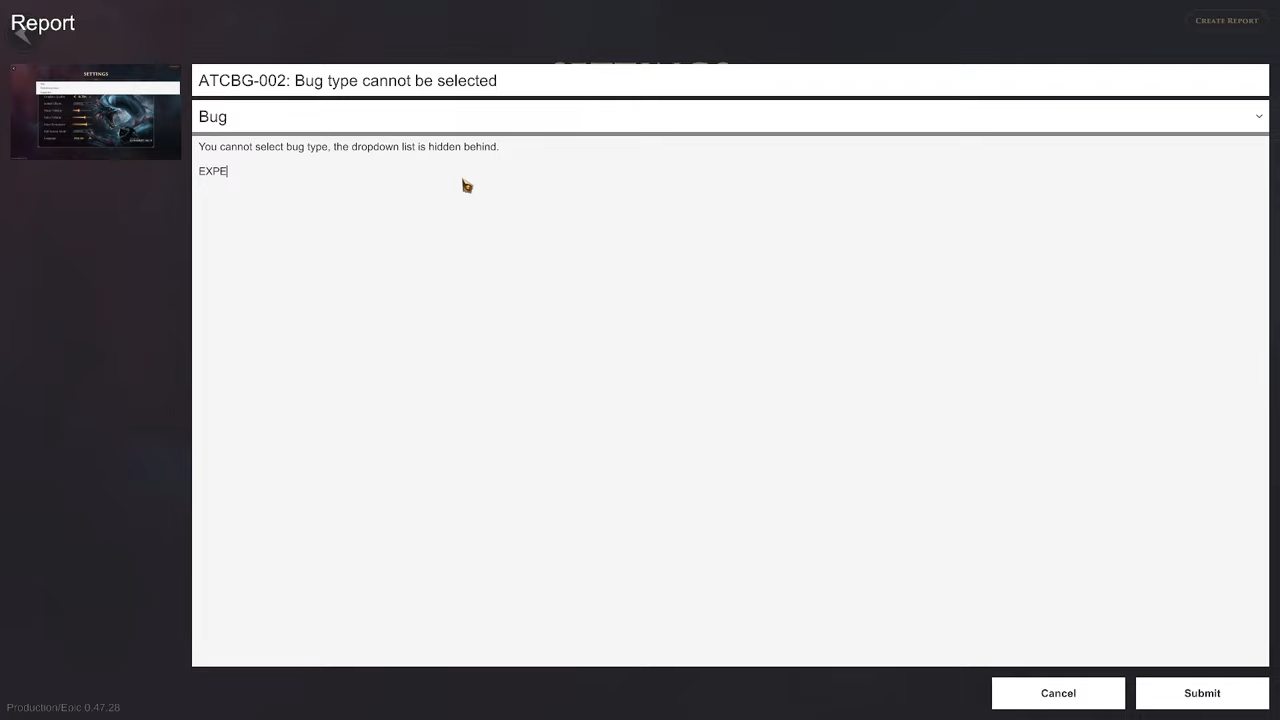 Report
CREATE REPORT
SETTINGS
ATCBG-002: Bug type cannot be selected
Bug
You cannot select bug type, the dropdown list is hidden behind.
EXPE
Cancel
Submit
Production/Epic 0.47.28